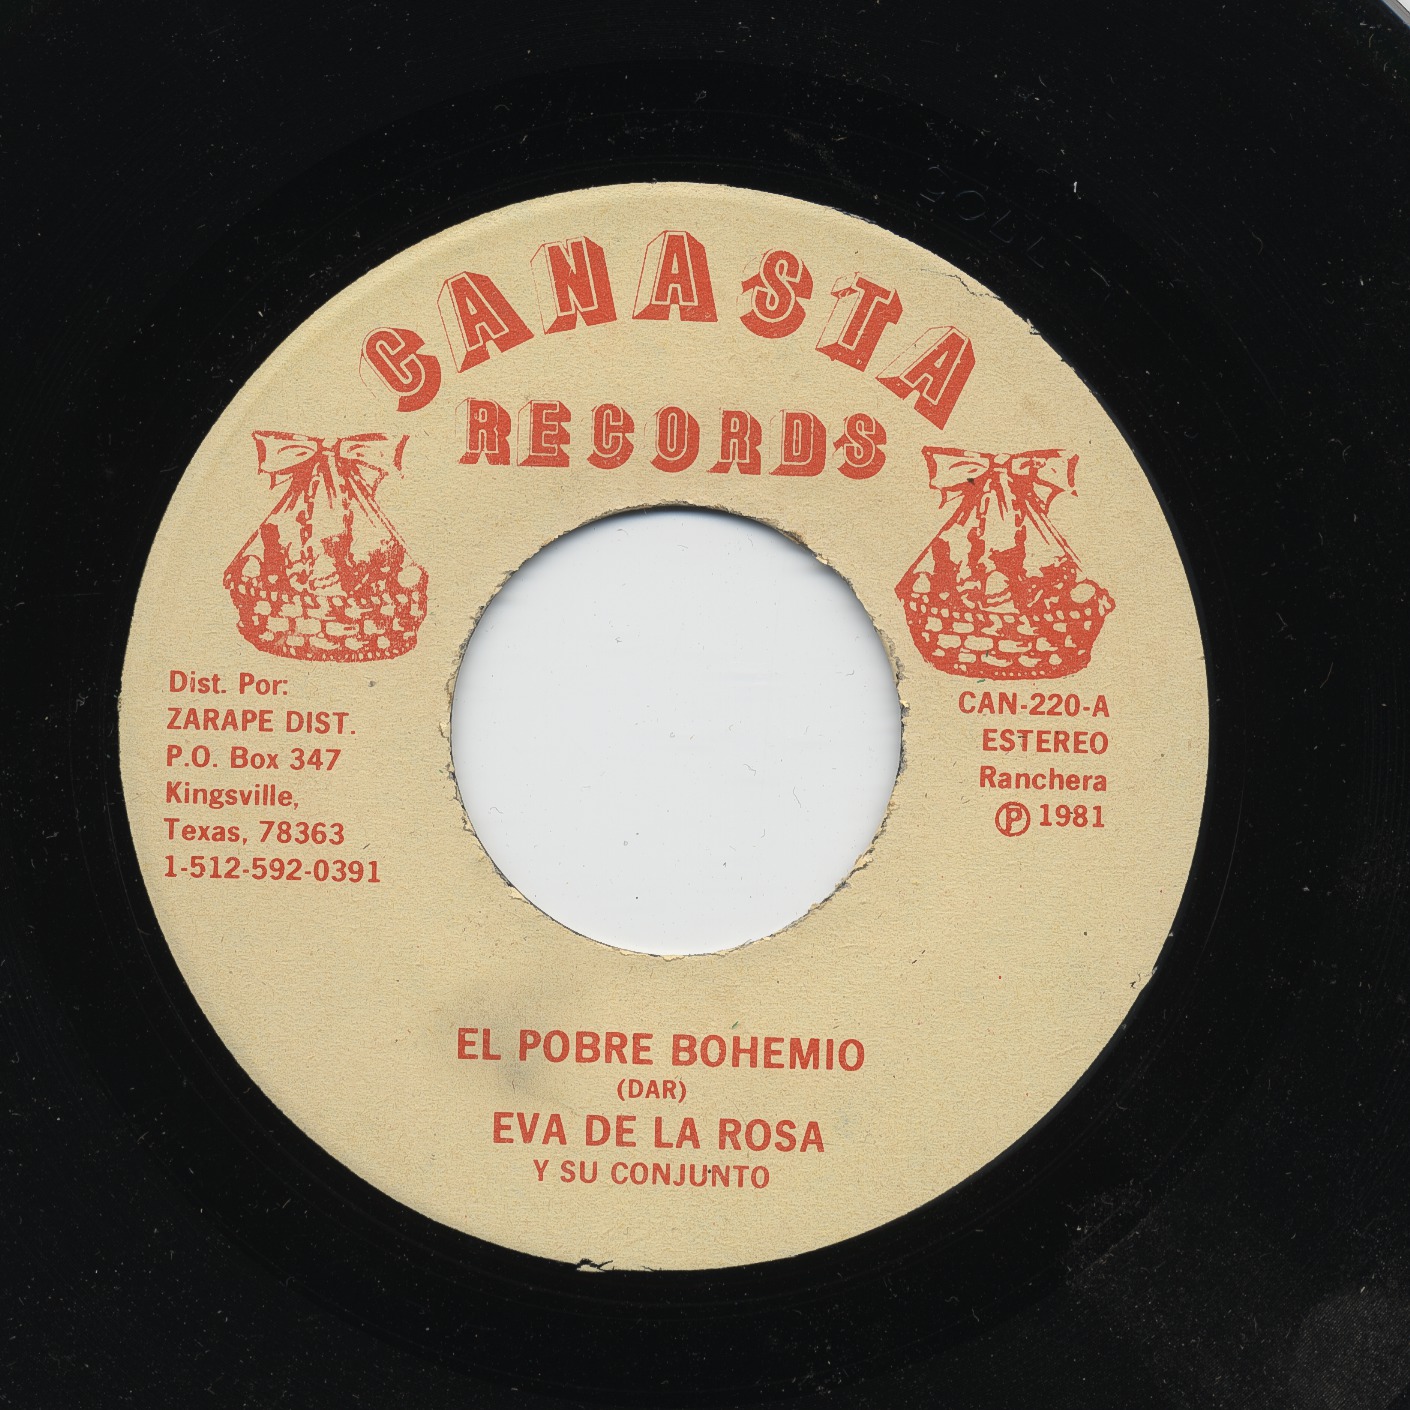 CANASTA
RECORDS
Dist. Por:
ZARAPE DIST.
P.O. Box 347
Kingsville,
Texas, 78363
1-512-592-0391
CAN-220-A
ESTEREO
Ranchera
Ⓟ 1981
EL POBRE BOHEMIO
(DAR)
EVA DE LA ROSA
Y SU CONJUNTO